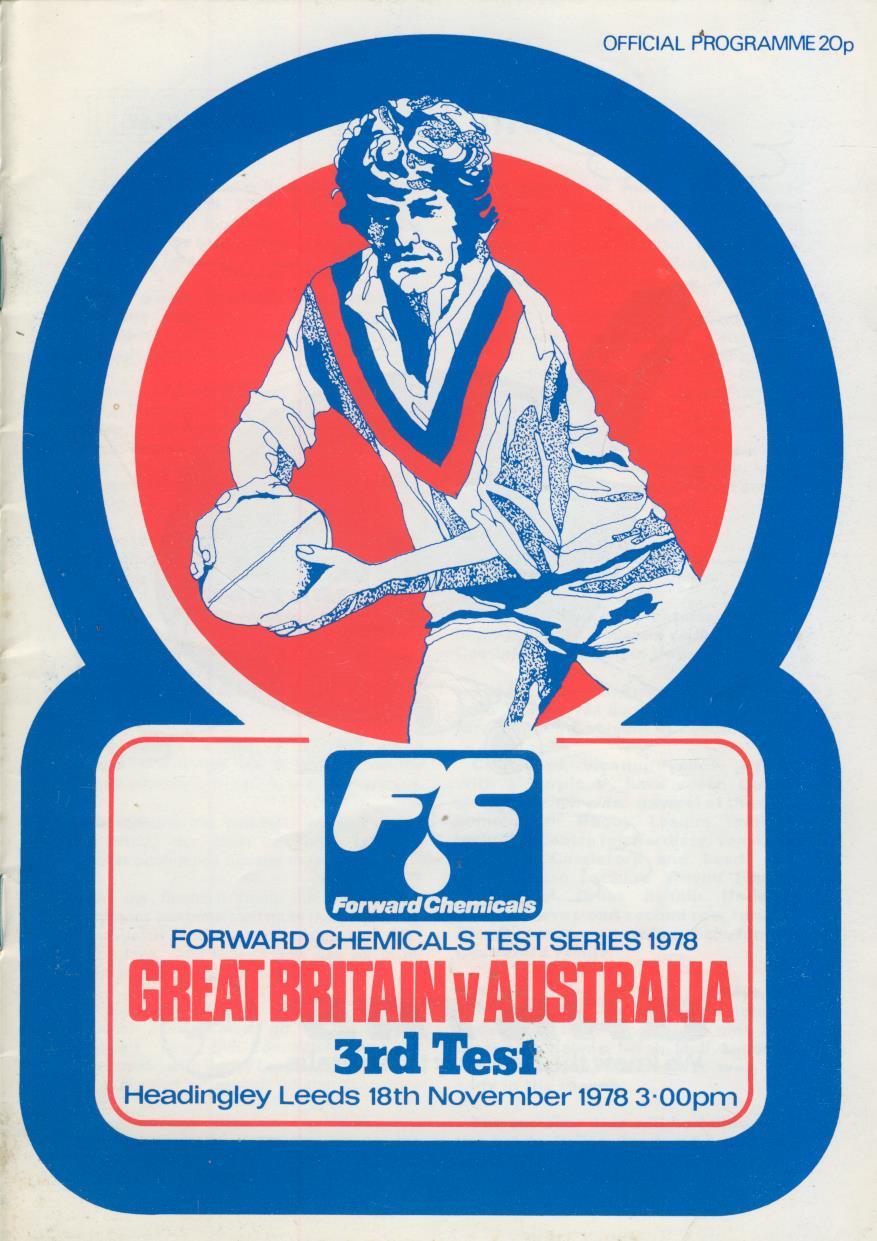 OFFICIAL PROGRAMME 20p
FC
Forward Chemicals
FORWARD CHEMICALS TEST SERIES 1978
GREAT BRITAIN v AUSTRALIA
3rd Test
Headingley Leeds 18th November 1978 3·00pm